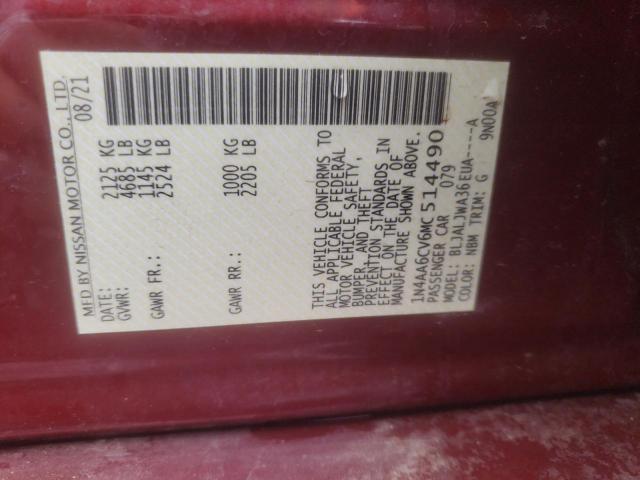 MFD BY NISSAN MOTOR CO., LTD.
DATE: 08/21
GVWR: 2125 KG
4685 LB
GAWR FR.: 1145 KG
2524 LB
GAWR RR.: 1000 KG
2205 LB
THIS VEHICLE CONFORMS TO
ALL APPLICABLE FEDERAL
MOTOR VEHICLE SAFETY,
BUMPER, AND THEFT
PREVENTION STANDARDS IN
EFFECT ON THE DATE OF
MANUFACTURE SHOWN ABOVE.
1N4AA6CV6MC514490
PASSENGER CAR 079
MODEL: BLJALJWA36EUA----A
COLOR: NBM TRIM: G 9N00A